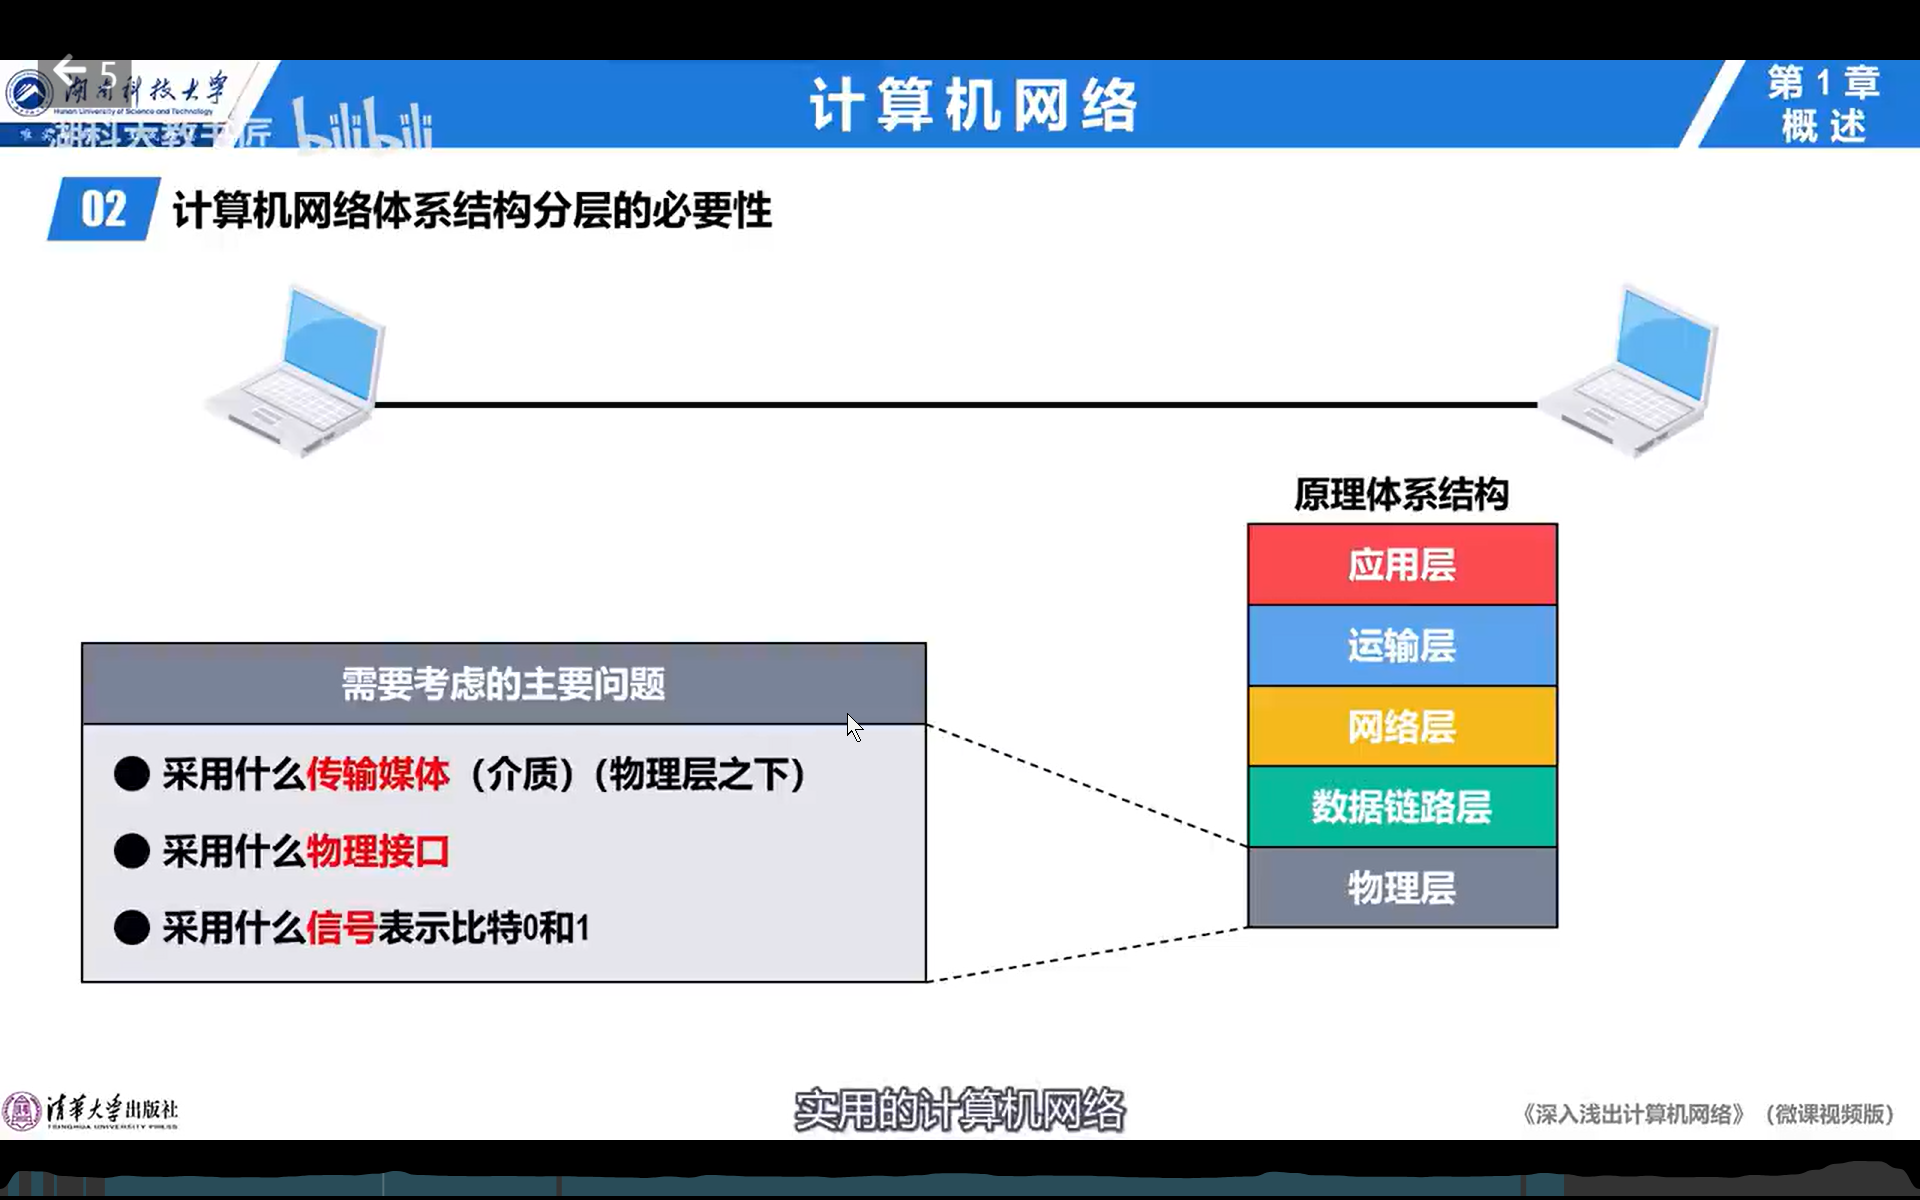 5
湖南科技大学
Hunan University of Science and Technology
湖科大教书匠 bilibili
计算机网络
第1章
概述
02 计算机网络体系结构分层的必要性
原理体系结构
应用层
运输层
网络层
数据链路层
物理层
需要考虑的主要问题
● 采用什么传输媒体（介质）（物理层之下）
● 采用什么物理接口
● 采用什么信号表示比特0和1
清华大学出版社
TSINGHUA UNIVERSITY PRESS
实用的计算机网络
《深入浅出计算机网络》（微课视频版）